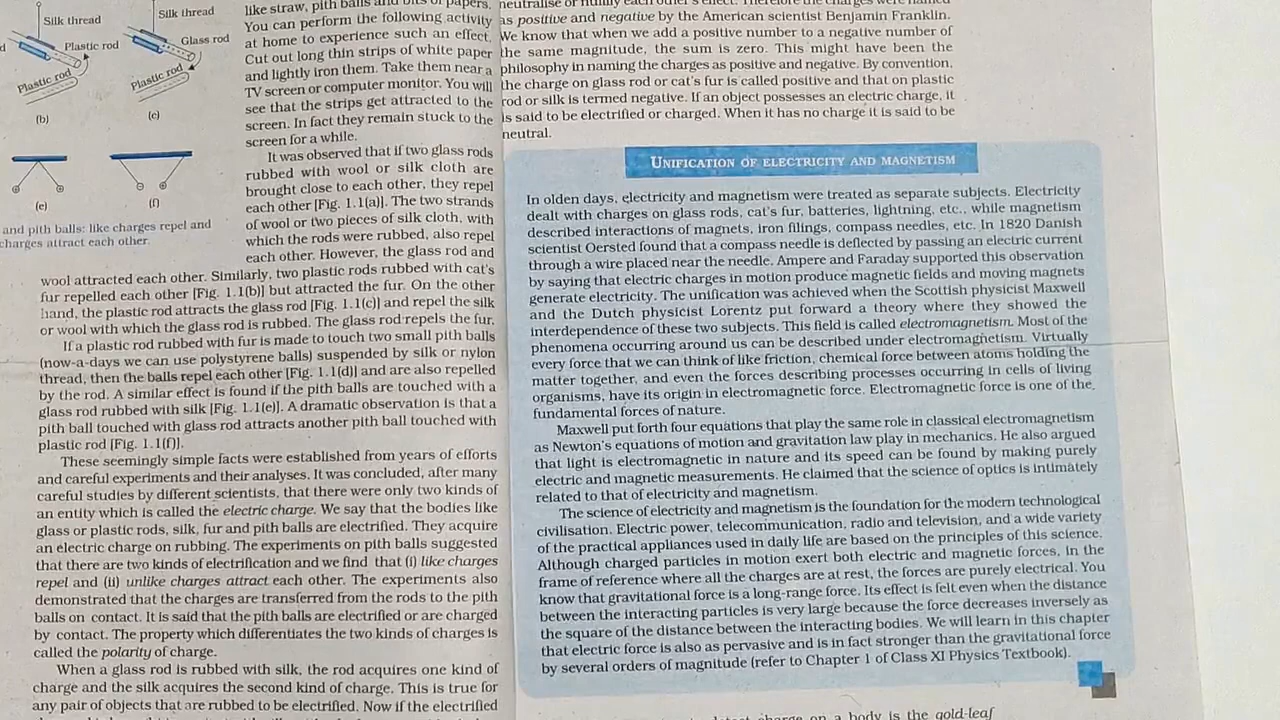 Silk thread
Plastic rod
Plastic rod
(b)
Silk thread
Glass rod
Plastic rod
(c)
(e)
(f)
and pith balls: like charges repel and
charges attract each other.
like straw, pith balls and bits of papers.
You can perform the following activity
at home to experience such an effect.
Cut out long thin strips of white paper
and lightly iron them. Take them near a
TV screen or computer monitor. You will
see that the strips get attracted to the
screen. In fact they remain stuck to the
screen for a while.
It was observed that if two glass rods
rubbed with wool or silk cloth are
brought close to each other, they repel
each other [Fig. 1.1(a)]. The two strands
of wool or two pieces of silk cloth, with
which the rods were rubbed, also repel
each other. However, the glass rod and
wool attracted each other. Similarly, two plastic rods rubbed with cat's
fur repelled each other [Fig. 1.1(b)] but attracted the fur. On the other
hand, the plastic rod attracts the glass rod [Fig. 1.1(c)] and repel the silk
or wool with which the glass rod is rubbed. The glass rod repels the fur.
If a plastic rod rubbed with fur is made to touch two small pith balls
(now-a-days we can use polystyrene balls) suspended by silk or nylon
thread, then the balls repel each other [Fig. 1.1(d)] and are also repelled
by the rod. A similar effect is found if the pith balls are touched with a
glass rod rubbed with silk [Fig. 1.1(e)]. A dramatic observation is that a
pith ball touched with glass rod attracts another pith ball touched with
plastic rod [Fig. 1.1(f)].
These seemingly simple facts were established from years of efforts
and careful experiments and their analyses. It was concluded, after many
careful studies by different scientists, that there were only two kinds of
an entity which is called the electric charge. We say that the bodies like
glass or plastic rods, silk, fur and pith balls are electrified. They acquire
an electric charge on rubbing. The experiments on pith balls suggested
that there are two kinds of electrification and we find that (i) like charges
repel and (ii) unlike charges attract each other. The experiments also
demonstrated that the charges are transferred from the rods to the pith
balls on contact. It is said that the pith balls are electrified or are charged
by contact. The property which differentiates the two kinds of charges is
called the polarity of charge.
When a glass rod is rubbed with silk, the rod acquires one kind of
charge and the silk acquires the second kind of charge. This is true for
any pair of objects that are rubbed to be electrified. Now if the electrified
neutralise or nullify each other's effect. Therefore the charges were named
as positive and negative by the American scientist Benjamin Franklin.
We know that when we add a positive number to a negative number of
the same magnitude, the sum is zero. This might have been the
philosophy in naming the charges as positive and negative. By convention,
the charge on glass rod or cat's fur is called positive and that on plastic
rod or silk is termed negative. If an object possesses an electric charge, it
is said to be electrified or charged. When it has no charge it is said to be
neutral.
UNIFICATION OF ELECTRICITY AND MAGNETISM
In olden days, electricity and magnetism were treated as separate subjects. Electricity
dealt with charges on glass rods, cat's fur, batteries, lightning, etc., while magnetism
described interactions of magnets, iron filings, compass needles, etc. In 1820 Danish
scientist Oersted found that a compass needle is deflected by passing an electric current
through a wire placed near the needle. Ampere and Faraday supported this observation
by saying that electric charges in motion produce magnetic fields and moving magnets
generate electricity. The unification was achieved when the Scottish physicist Maxwell
and the Dutch physicist Lorentz put forward a theory where they showed the
interdependence of these two subjects. This field is called electromagnetism. Most of the
phenomena occurring around us can be described under electromagnetism. Virtually
every force that we can think of like friction, chemical force between atoms holding the
matter together, and even the forces describing processes occurring in cells of living
organisms, have its origin in electromagnetic force. Electromagnetic force is one of the
fundamental forces of nature.
Maxwell put forth four equations that play the same role in classical electromagnetism
as Newton's equations of motion and gravitation law play in mechanics. He also argued
that light is electromagnetic in nature and its speed can be found by making purely
electric and magnetic measurements. He claimed that the science of optics is intimately
related to that of electricity and magnetism.
The science of electricity and magnetism is the foundation for the modern technological
civilisation. Electric power, telecommunication, radio and television, and a wide variety
of the practical appliances used in daily life are based on the principles of this science.
Although charged particles in motion exert both electric and magnetic forces, in the
frame of reference where all the charges are at rest, the forces are purely electrical. You
know that gravitational force is a long-range force. Its effect is felt even when the distance
between the interacting particles is very large because the force decreases inversely as
the square of the distance between the interacting bodies. We will learn in this chapter
that electric force is also as pervasive and is in fact stronger than the gravitational force
by several orders of magnitude (refer to Chapter 1 of Class XI Physics Textbook).
charge on a body is the gold-leaf